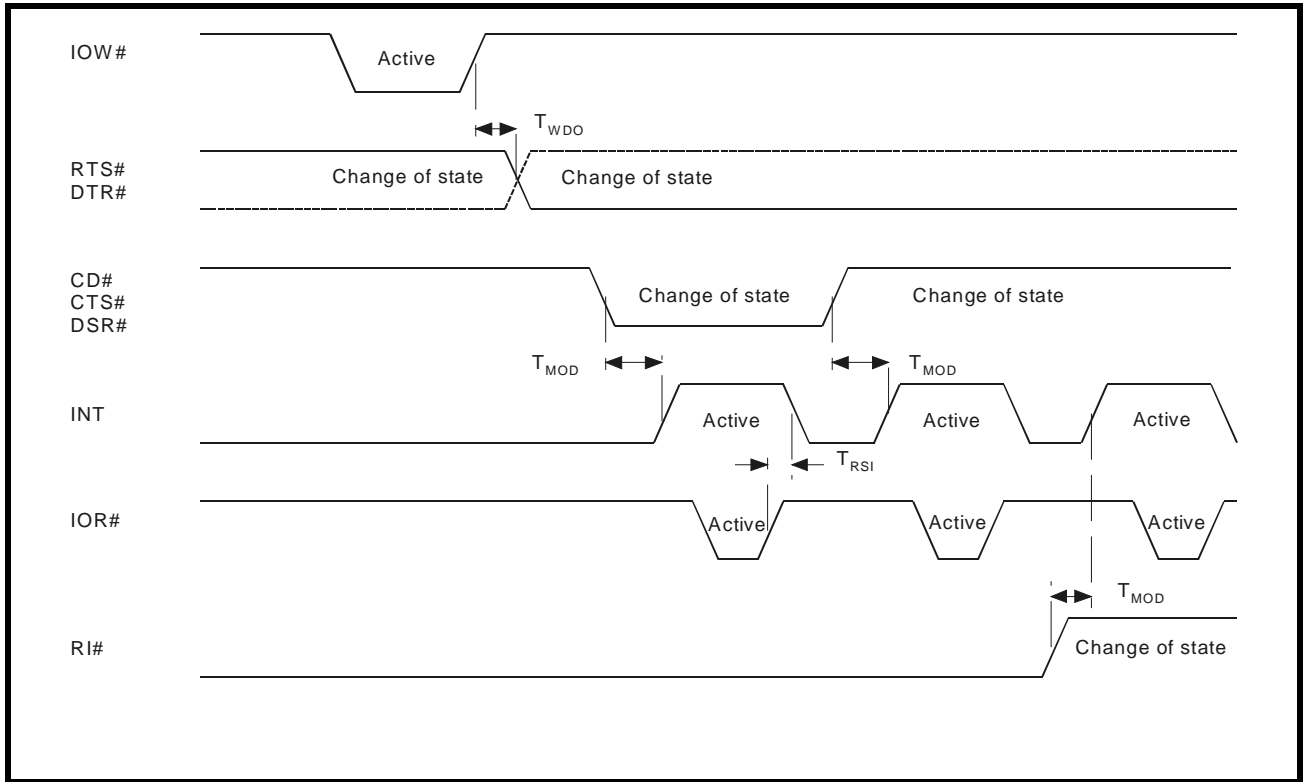 IOW#
Active
T_WDO
RTS#
DTR#
Change of state
Change of state
CD#
CTS#
DSR#
Change of state
Change of state
T_MOD
T_MOD
INT
Active
Active
Active
T_RSI
IOR#
Active
Active
Active
T_MOD
RI#
Change of state